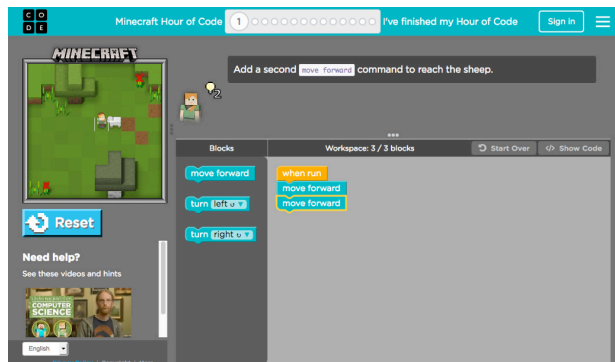 C O
D E
Minecraft Hour of Code
1
I've finished my Hour of Code
Sign in
MINECRAFT
Add a second move forward command to reach the sheep.
2
Blocks
Workspace: 3 / 3 blocks
Start Over
</> Show Code
move forward
turn left ↺ ▼
turn right ↻ ▼
when run
move forward
move forward
Reset
Need help?
See these videos and hints
COMPUTER
SCIENCE
English